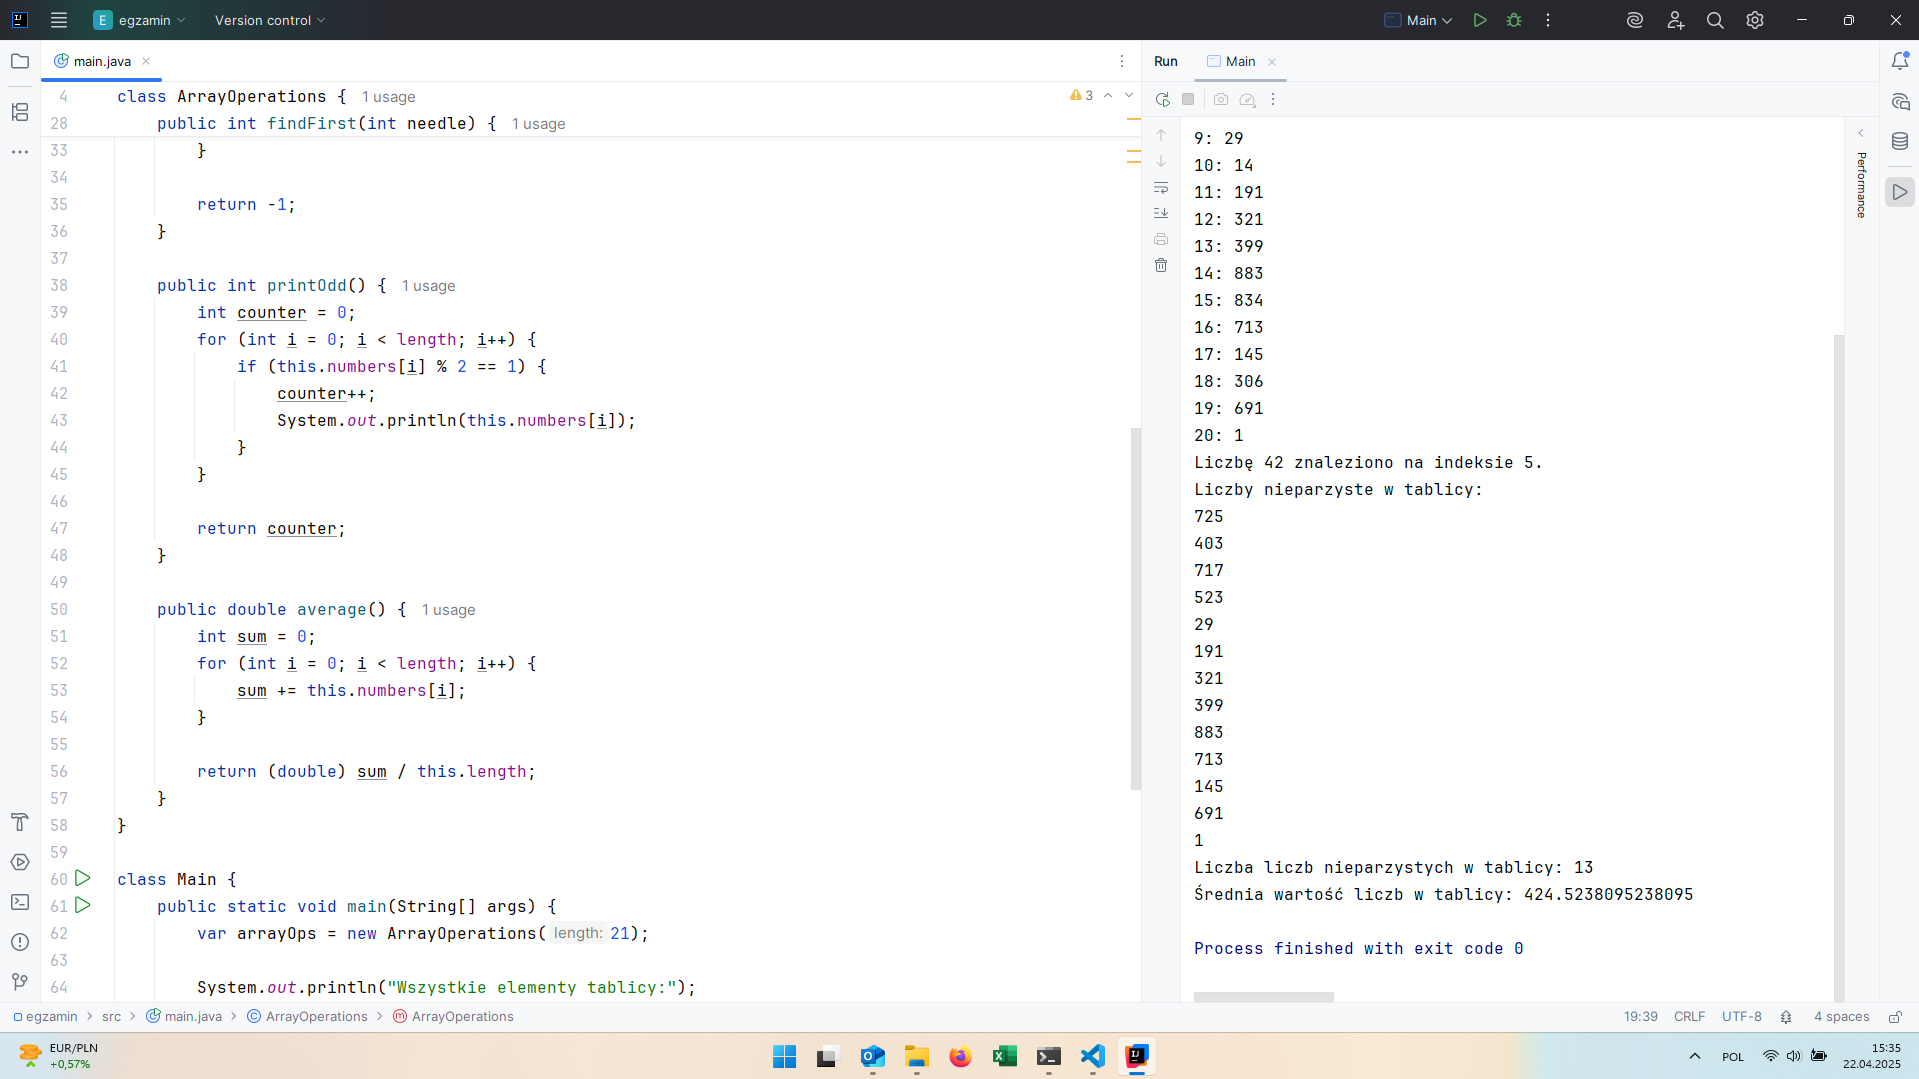 E egzamin
Version control
Main
main.java
4 class ArrayOperations { 1 usage
3
28 public int findFirst(int needle) { 1 usage
33 }
34
35 return -1;
36 }
37
38 public int printOdd() { 1 usage
39 int counter = 0;
40 for (int i = 0; i < length; i++) {
41 if (this.numbers[i] % 2 == 1) {
42 counter++;
43 System.out.println(this.numbers[i]);
44 }
45 }
46
47 return counter;
48 }
49
50 public double average() { 1 usage
51 int sum = 0;
52 for (int i = 0; i < length; i++) {
53 sum += this.numbers[i];
54 }
55
56 return (double) sum / this.length;
57 }
58 }
59
60 class Main {
61 public static void main(String[] args) {
62 var arrayOps = new ArrayOperations( length: 21);
63
64 System.out.println("Wszystkie elementy tablicy:");
Run
Main
9: 29
10: 14
11: 191
12: 321
13: 399
14: 883
15: 834
16: 713
17: 145
18: 306
19: 691
20: 1
Liczbę 42 znaleziono na indeksie 5.
Liczby nieparzyste w tablicy:
725
403
717
523
29
191
321
399
883
713
145
691
1
Liczba liczb nieparzystych w tablicy: 13
Średnia wartość liczb w tablicy: 424.5238095238095

Process finished with exit code 0
Performance
egzamin > src > main.java > ArrayOperations > ArrayOperations
19:39 CRLF UTF-8 4 spaces
EUR/PLN
+0,57%
POL
15:35
22.04.2025